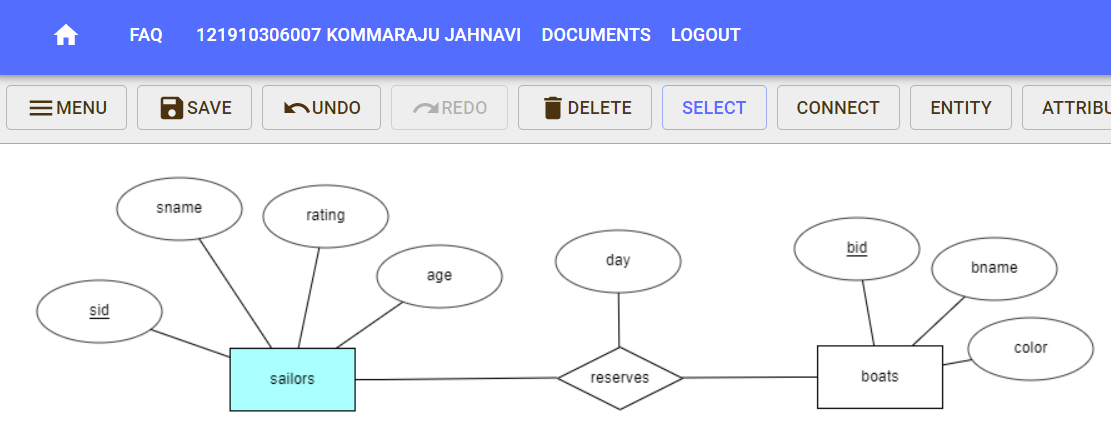 FAQ 121910306007 KOMMARAJU JAHNAVI DOCUMENTS LOGOUT
MENU SAVE UNDO REDO DELETE SELECT CONNECT ENTITY ATTRIBU
sname
rating
age
sid
day
bid
bname
color
sailors
reserves
boats